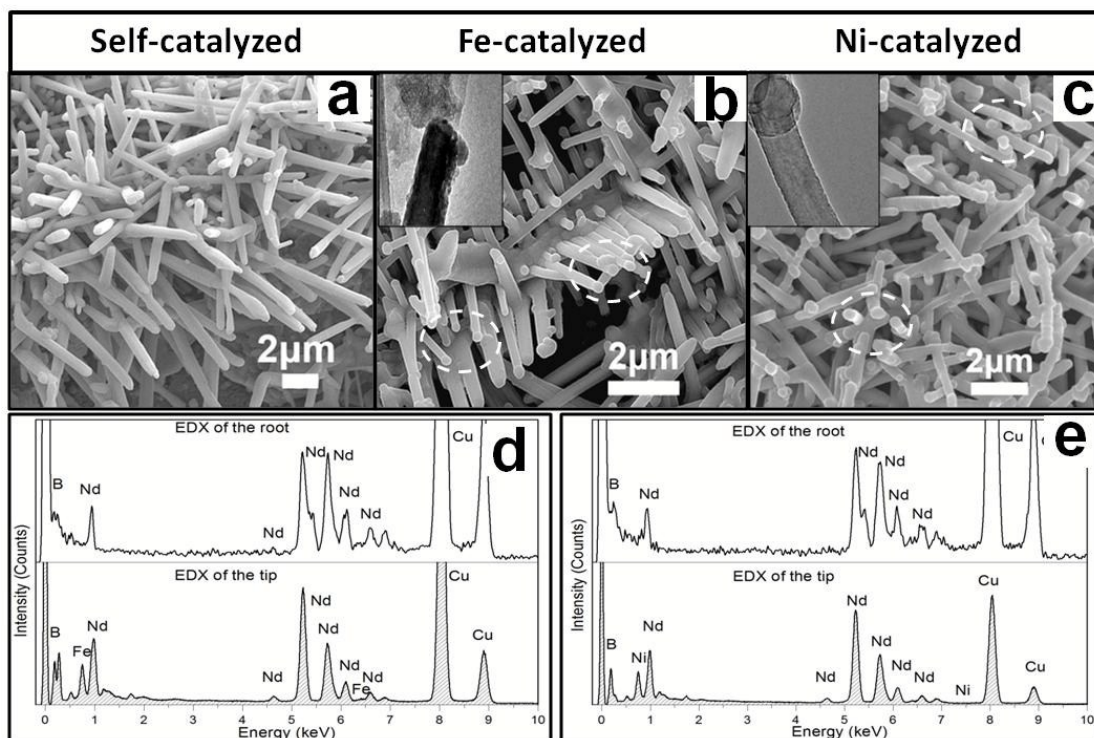 Self-catalyzed
Fe-catalyzed
Ni-catalyzed
a
b
c
2µm
2µm
2µm
d
EDX of the root
B
Nd
Nd
Nd
Nd
Nd
Nd
Cu
EDX of the tip
B
Fe
Nd
Nd
Nd
Nd
Nd
Fe
Nd
Cu
Cu
Intensity (Counts)
0 1 2 3 4 5 6 7 8 9 10
Energy (keV)
e
EDX of the root
B
Nd
Nd
Nd
Nd
Nd
Cu
EDX of the tip
B
Ni
Nd
Nd
Nd
Nd
Nd
Nd
Ni
Cu
Cu
Intensity (Counts)
0 1 2 3 4 5 6 7 8 9 10
Energy (keV)